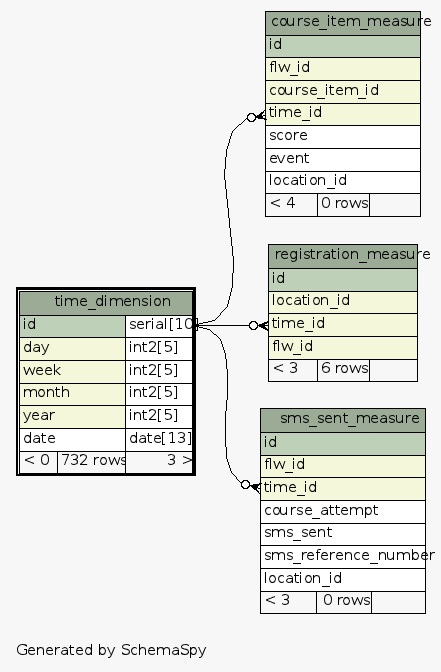 course_item_measure
id
flw_id
course_item_id
time_id
score
event
location_id
< 4 0 rows
registration_measure
id
location_id
time_id
flw_id
< 3 6 rows
time_dimension
id serial[10]
day int2[5]
week int2[5]
month int2[5]
year int2[5]
date date[13]
< 0 732 rows 3 >
sms_sent_measure
id
flw_id
time_id
course_attempt
sms_sent
sms_reference_number
location_id
< 3 0 rows
Generated by SchemaSpy